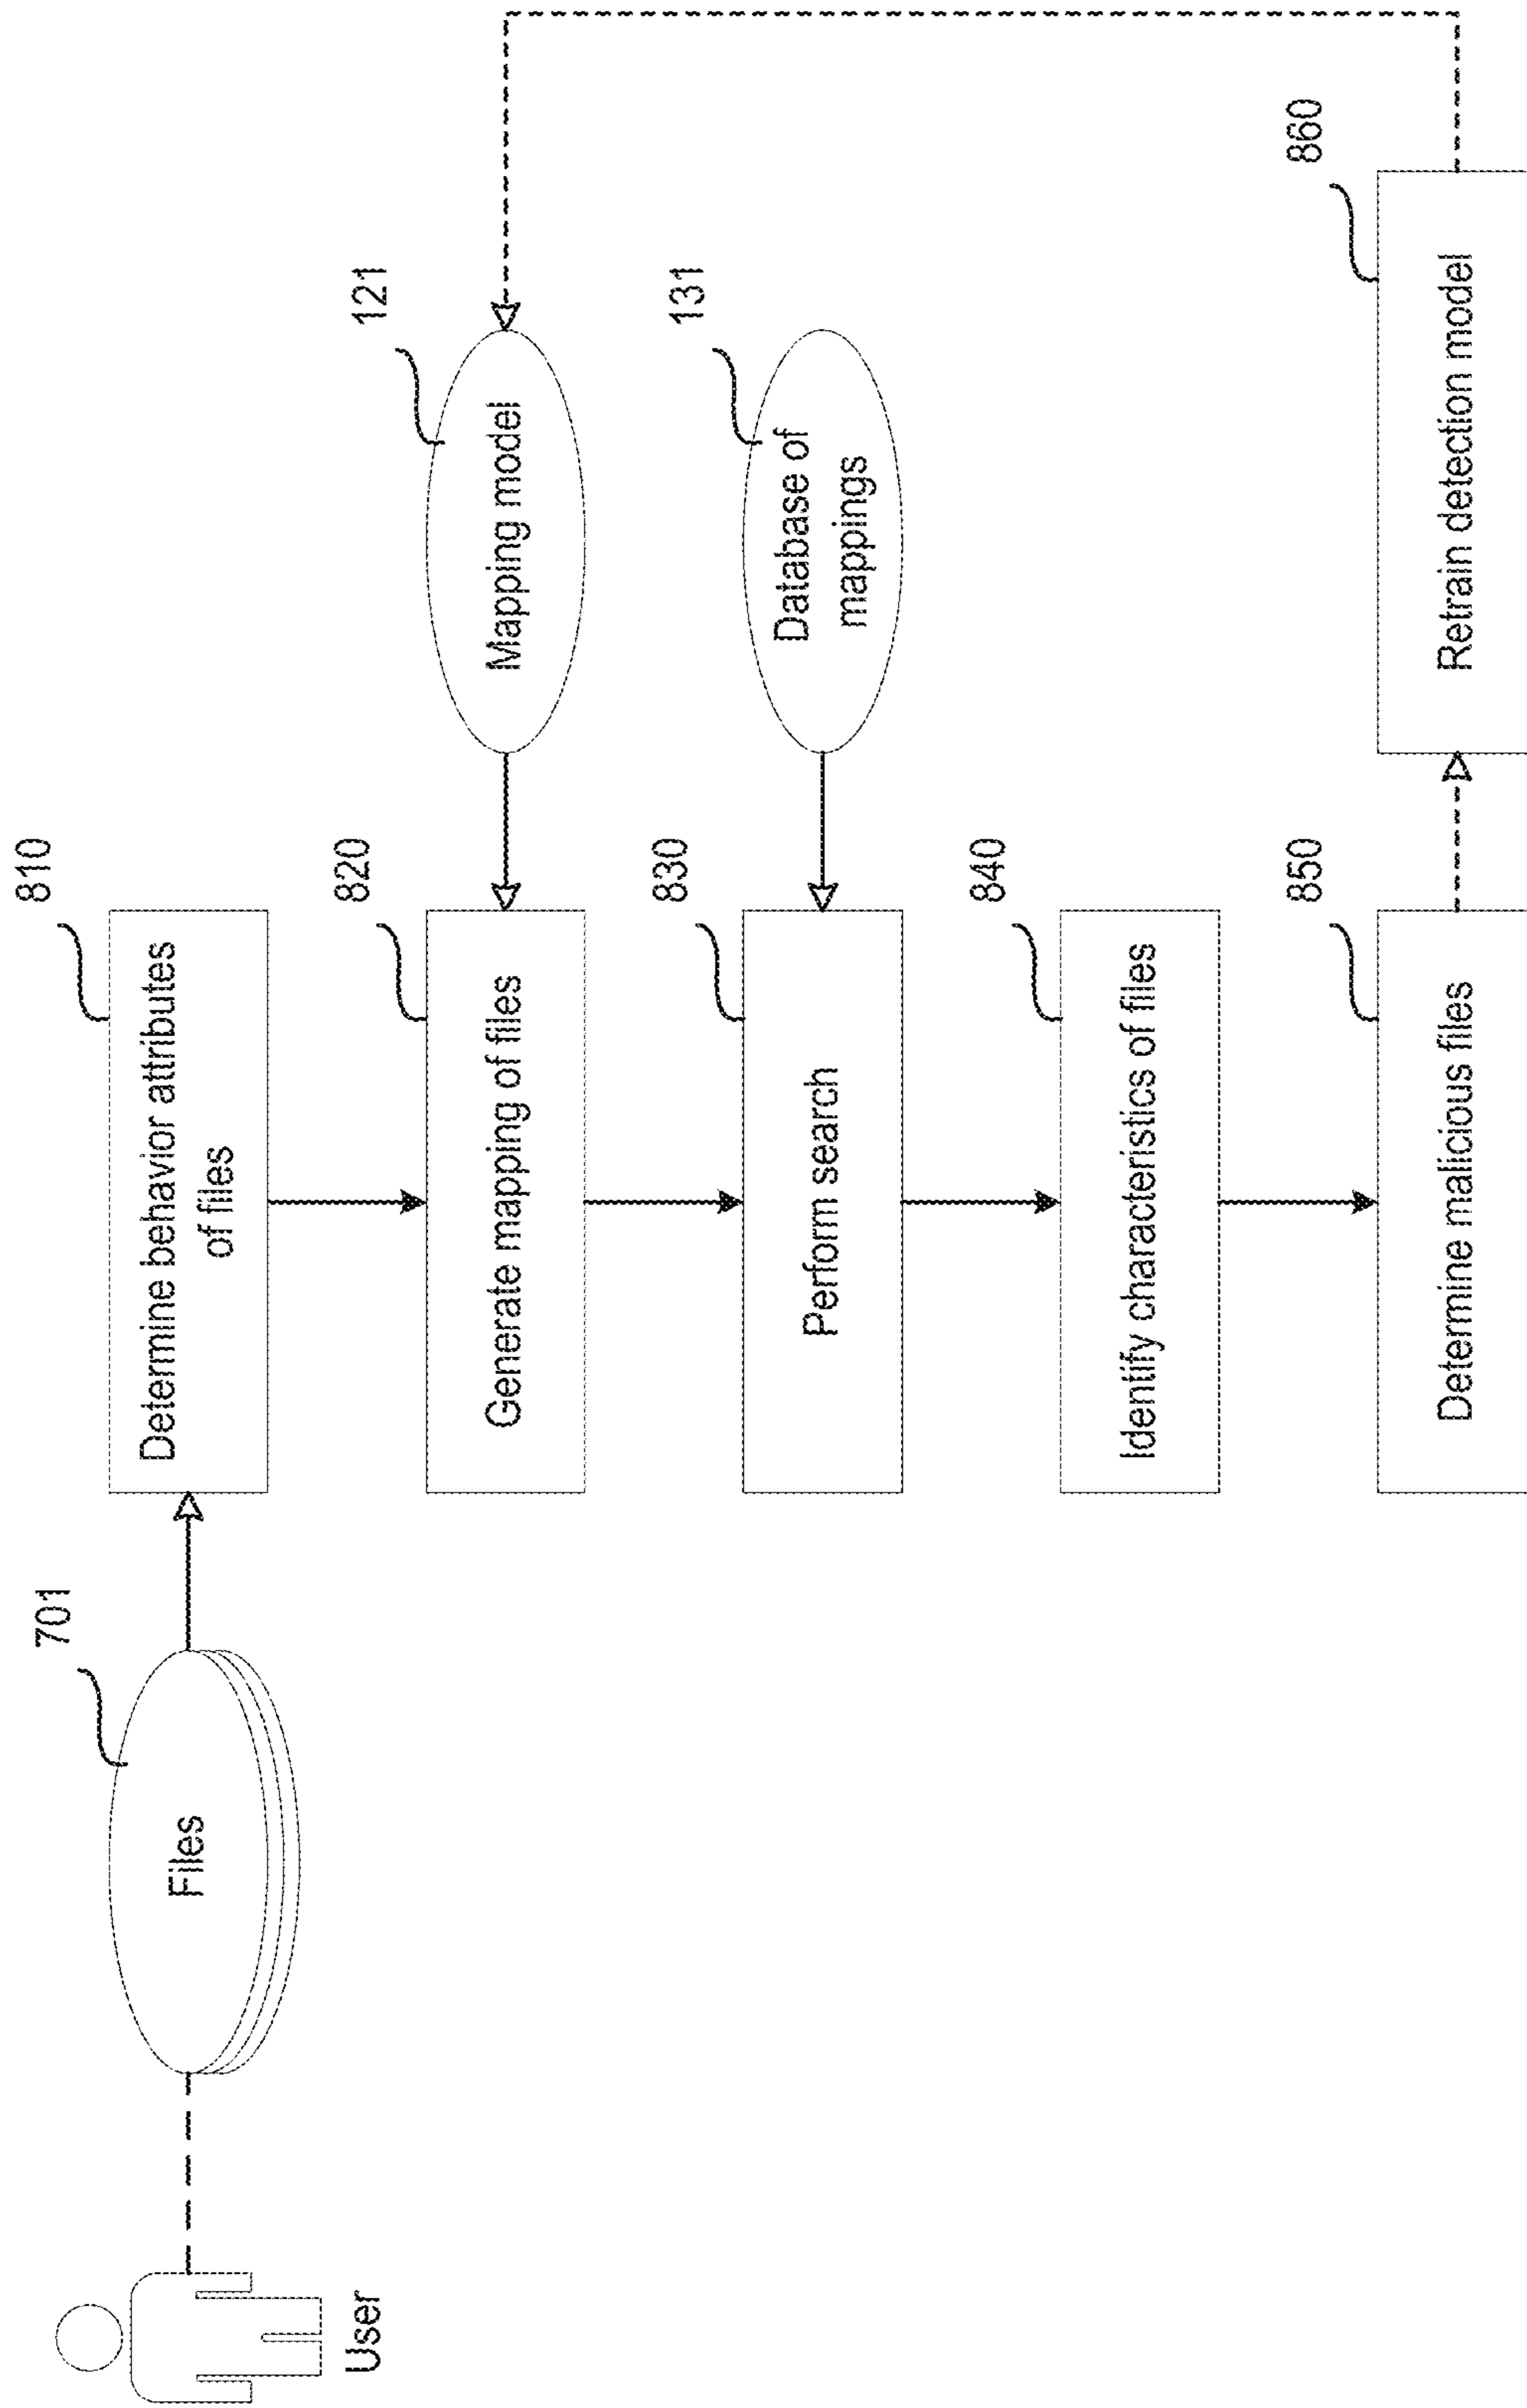 User
Files
701
Determine behavior attributes
of files
810
Generate mapping of files
820
Mapping model
121
Perform search
830
Database of
mappings
131
Identify characteristics of files
840
Determine malicious files
850
Retrain detection model
860